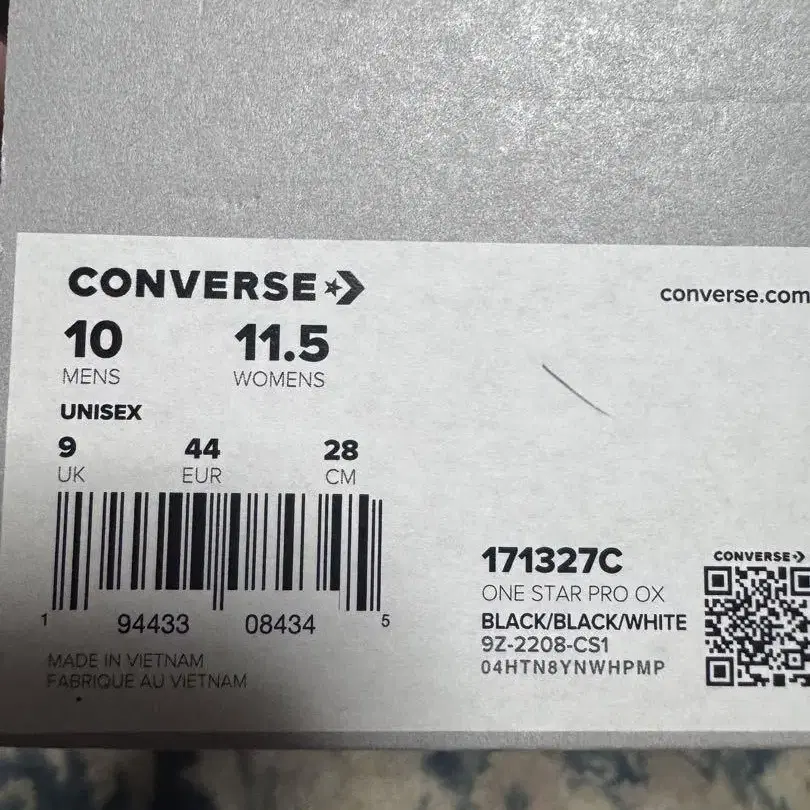 CONVERSE
converse.com
10 11.5
MENS WOMENS
UNISEX
9 44 28
UK EUR CM
1 94433 08434 5
MADE IN VIETNAM
FABRIQUE AU VIETNAM
171327C
ONE STAR PRO OX
BLACK/BLACK/WHITE
9Z-2208-CS1
04HTN8YNWHPMP
CONVERSE